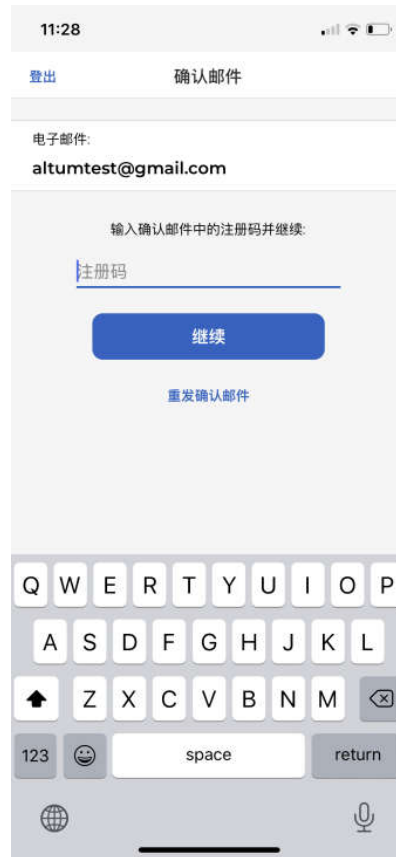 11:28
登出
确认邮件
电子邮件:
altumtest@gmail.com
输入确认邮件中的注册码并继续:
注册码
继续
重发确认邮件
Q W E R T Y U I O P
A S D F G H J K L
Z X C V B N M
123 space return